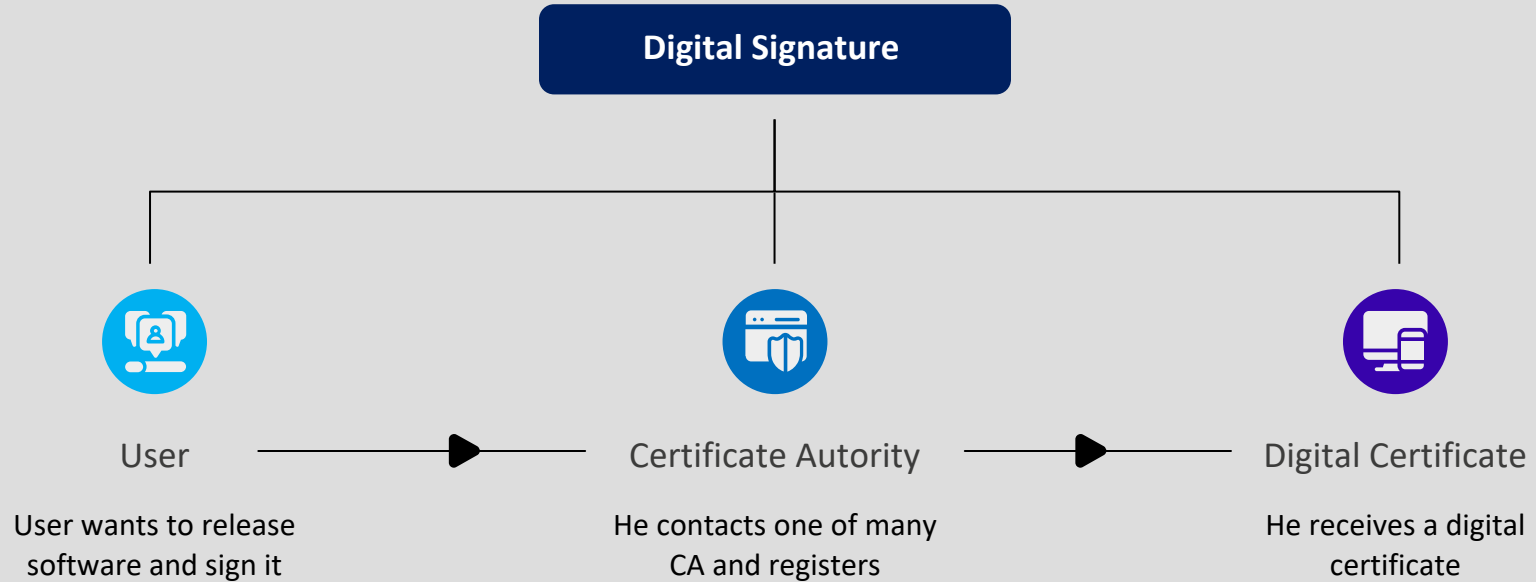 Digital Signature
User
Certificate Autority
Digital Certificate
User wants to release
software and sign it
He contacts one of many
CA and registers
He receives a digital
certificate